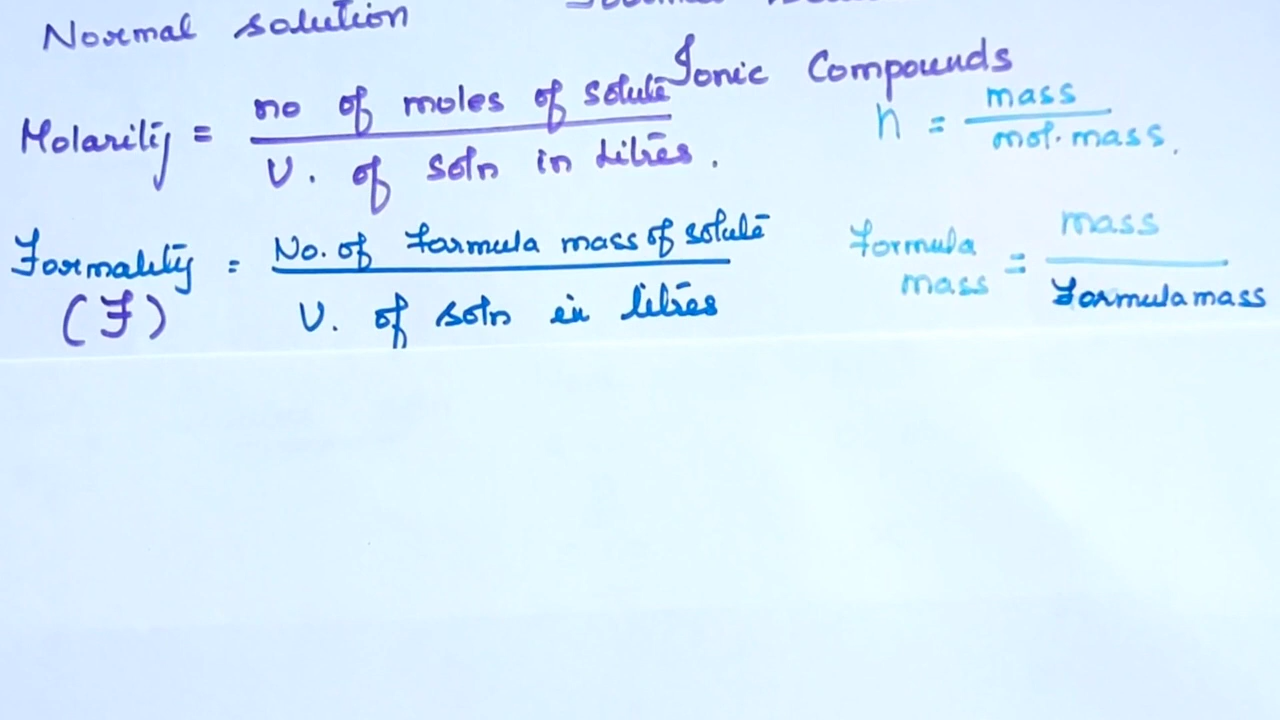 Normal solution
Ionic Compounds
Molarity = no of moles of solute
V. of soln in litres.
n = mass
mol. mass.
Formality = No. of Formula mass of solute
(F) V. of soln in litres
Formula mass = mass
Formula mass